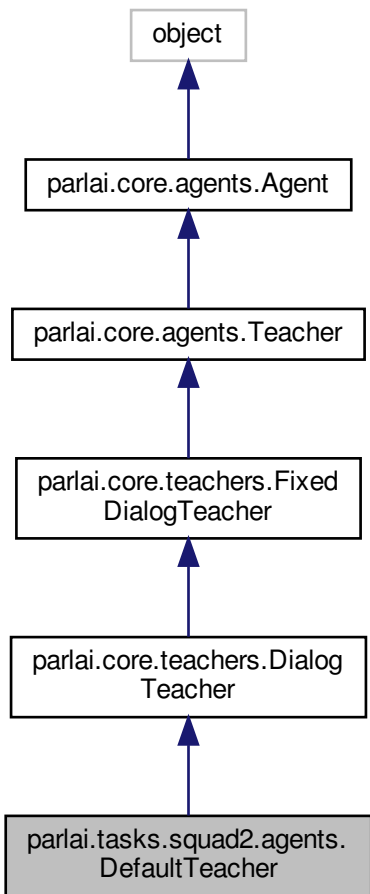 object
parlai.core.agents.Agent
parlai.core.agents.Teacher
parlai.core.teachers.Fixed
DialogTeacher
parlai.core.teachers.Dialog
Teacher
parlai.tasks.squad2.agents.
DefaultTeacher